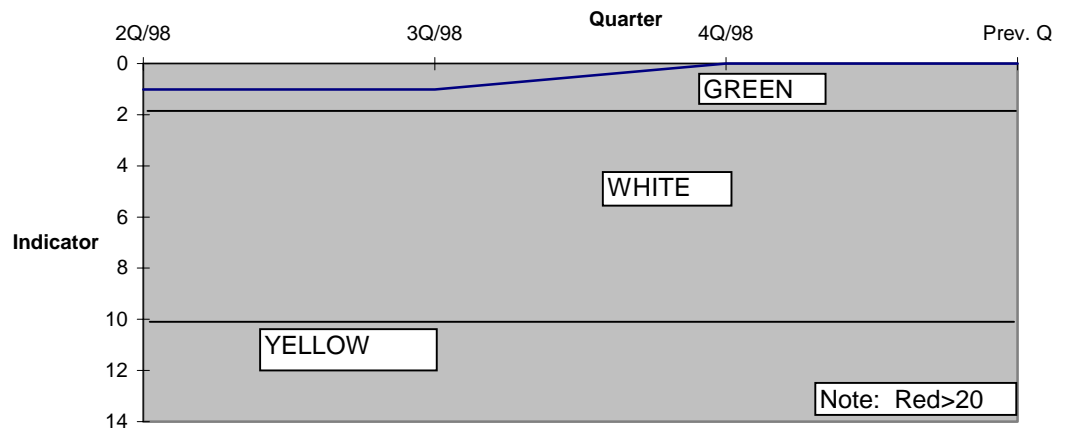 Quarter
2Q/98 3Q/98 4Q/98 Prev. Q
0
GREEN
2
4
WHITE
6
Indicator
8
10
YELLOW
12
Note: Red>20
14